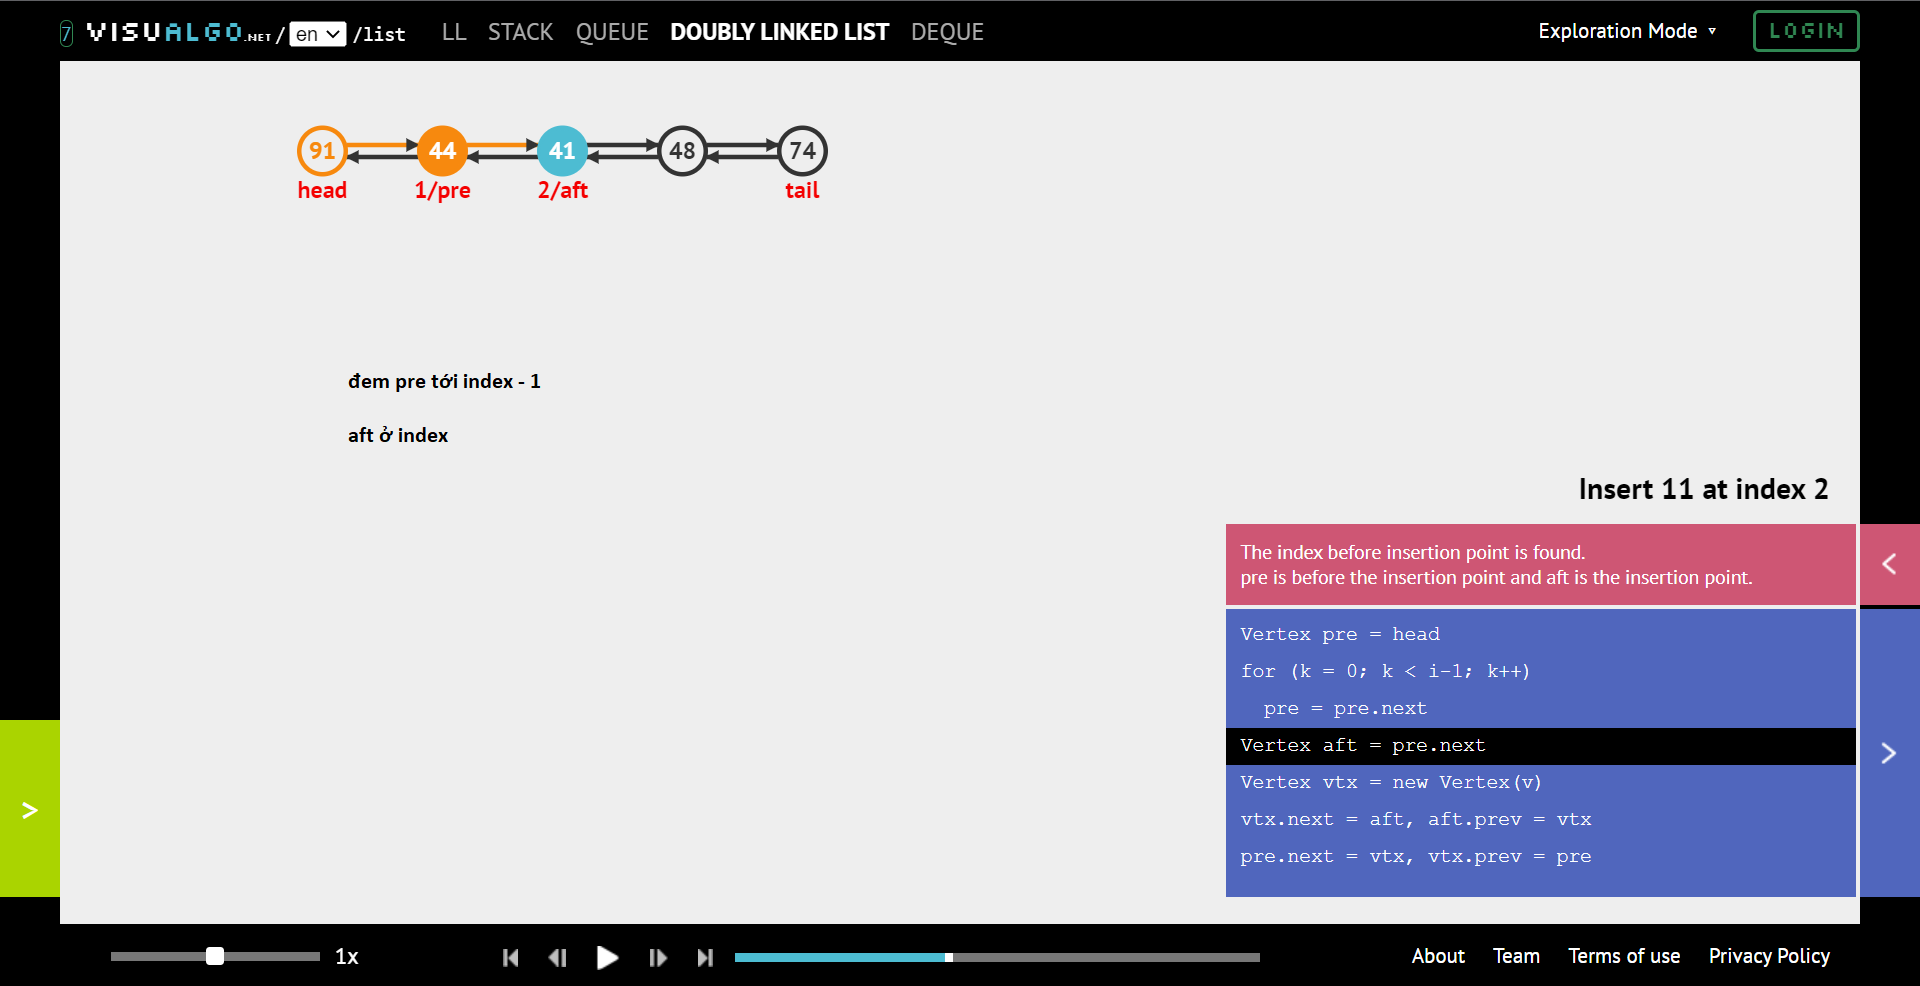 7 VISUALGO.NET / en /list LL STACK QUEUE DOUBLY LINKED LIST DEQUE Exploration Mode ▾ LOGIN
91 44 41 48 74
head 1/pre 2/aft tail
đem pre tới index - 1
aft ở index
Insert 11 at index 2
The index before insertion point is found.
pre is before the insertion point and aft is the insertion point.
Vertex pre = head
for (k = 0; k < i-1; k++)
pre = pre.next
Vertex aft = pre.next
Vertex vtx = new Vertex(v)
vtx.next = aft, aft.prev = vtx
pre.next = vtx, vtx.prev = pre
1x About Team Terms of use Privacy Policy